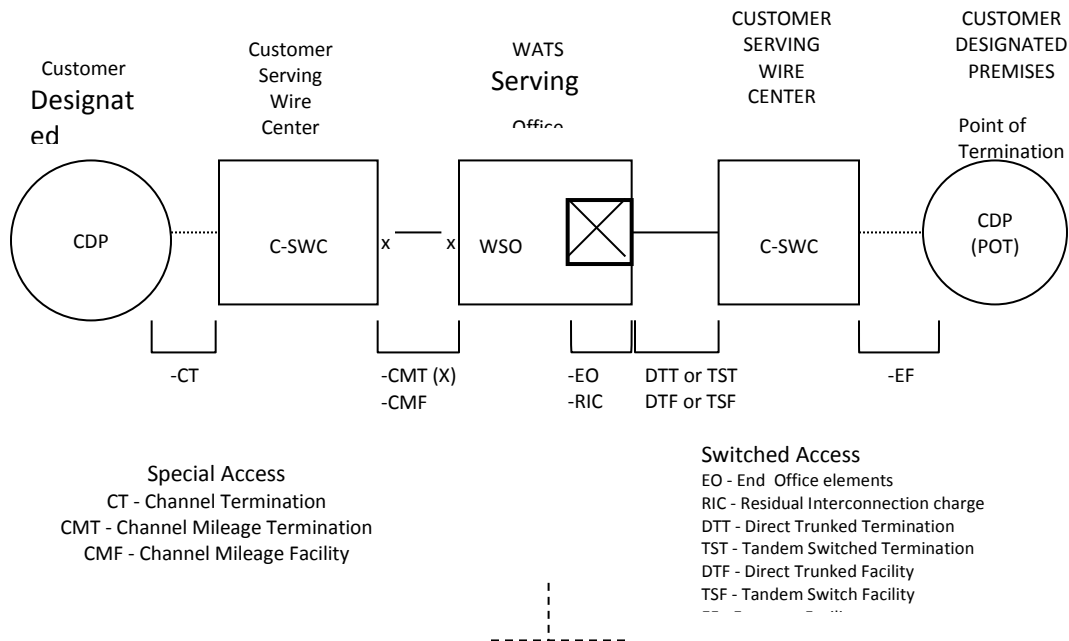 Customer
Designat
ed
Customer
Serving
Wire
Center
WATS
Serving
Office
CUSTOMER
SERVING
WIRE
CENTER
CUSTOMER
DESIGNATED
PREMISES
Point of
Termination
CDP
C-SWC
x
x
WSO
C-SWC
CDP
(POT)
-CT
-CMT (X)
-CMF
-EO
-RIC
DTT or TST
DTF or TSF
-EF
Special Access
CT - Channel Termination
CMT - Channel Mileage Termination
CMF - Channel Mileage Facility
Switched Access
EO - End Office elements
RIC - Residual Interconnection charge
DTT - Direct Trunked Termination
TST - Tandem Switched Termination
DTF - Direct Trunked Facility
TSF - Tandem Switch Facility